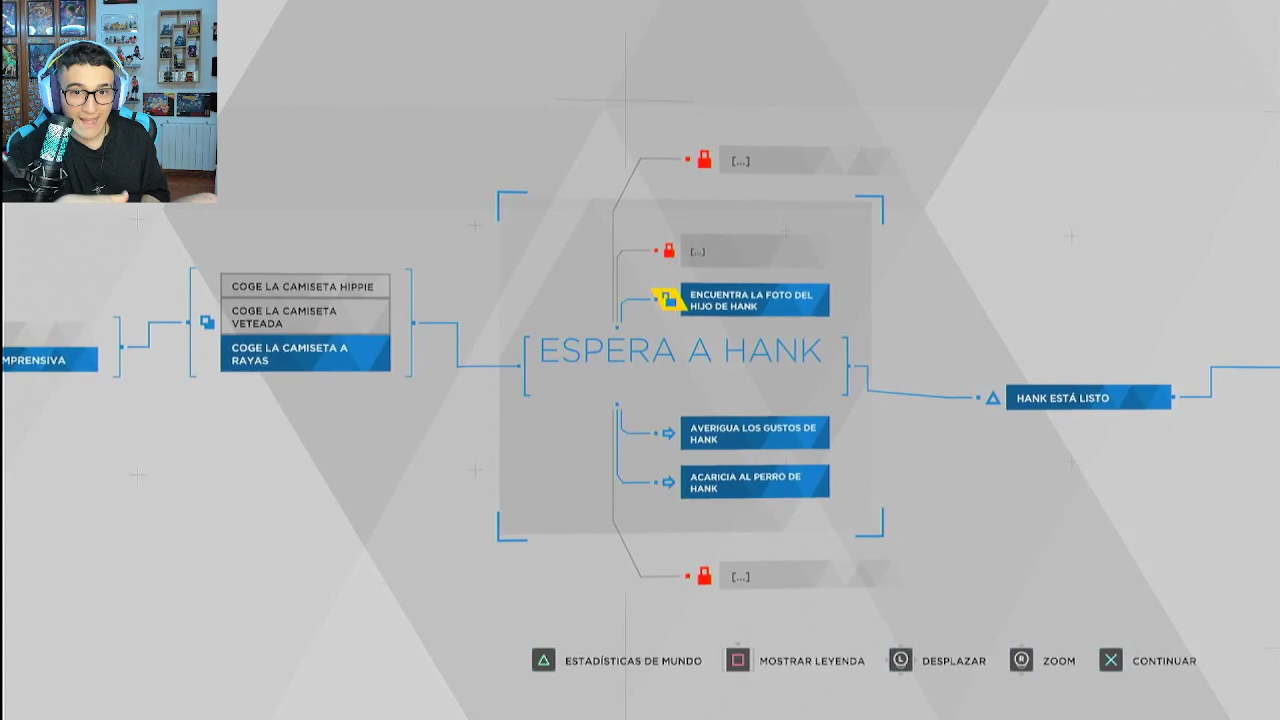 [...]
[...]
ENCUENTRA LA FOTO DEL
HIJO DE HANK
COGE LA CAMISETA HIPPIE
COGE LA CAMISETA
VETEADA
COGE LA CAMISETA A
RAYAS
MPRENSIVA
ESPERA A HANK
HANK ESTÁ LISTO
AVERIGUA LOS GUSTOS DE
HANK
ACARICIA AL PERRO DE
HANK
[...]
ESTADÍSTICAS DE MUNDO
MOSTRAR LEYENDA
L
DESPLAZAR
R
ZOOM
CONTINUAR